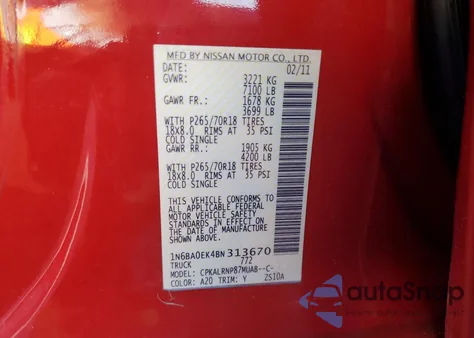 MFD BY NISSAN MOTOR CO., LTD.
DATE: 02/11
GVWR: 3221 KG
7100 LB
GAWR FR.: 1678 KG
3699 LB
WITH P265/70R18 TIRES
18X8.0 RIMS AT 35 PSI
COLD SINGLE
GAWR RR.: 1905 KG
4200 LB
WITH P265/70R18 TIRES
18X8.0 RIMS AT 35 PSI
COLD SINGLE
THIS VEHICLE CONFORMS
TO ALL APPLICABLE
FEDERAL MOTOR VEHICLE
SAFETY STANDARDS
IN EFFECT ON THE DATE
OF MANUFACTURE
SHOWN ABOVE.
1N6BA0EK4BN313670
TRUCK 772
MODEL: CPKALRNP87MUAB--C-
COLOR: A20 TRIM: Y ZS10A
autoSnap